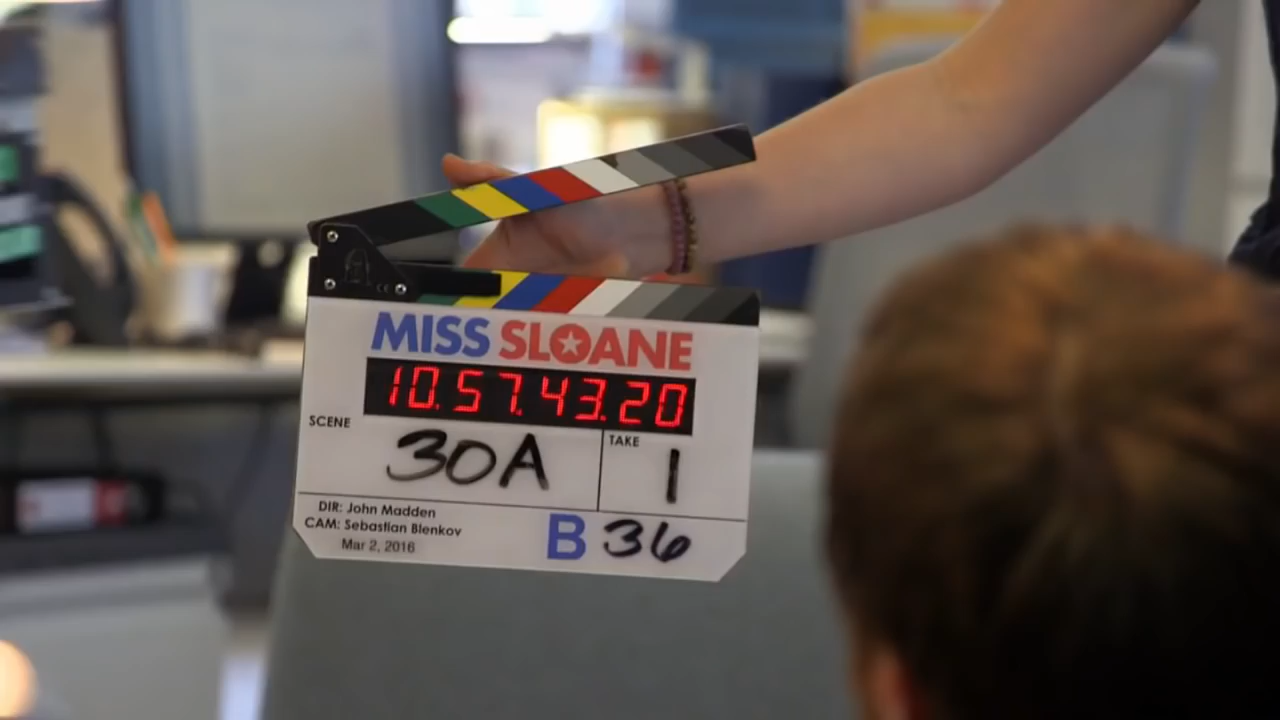 MISS SLOANE
10.57.43.20
SCENE
30A
TAKE
1
DIR: John Madden
CAM: Sebastian Blenkov
Mar 2, 2016
B 36